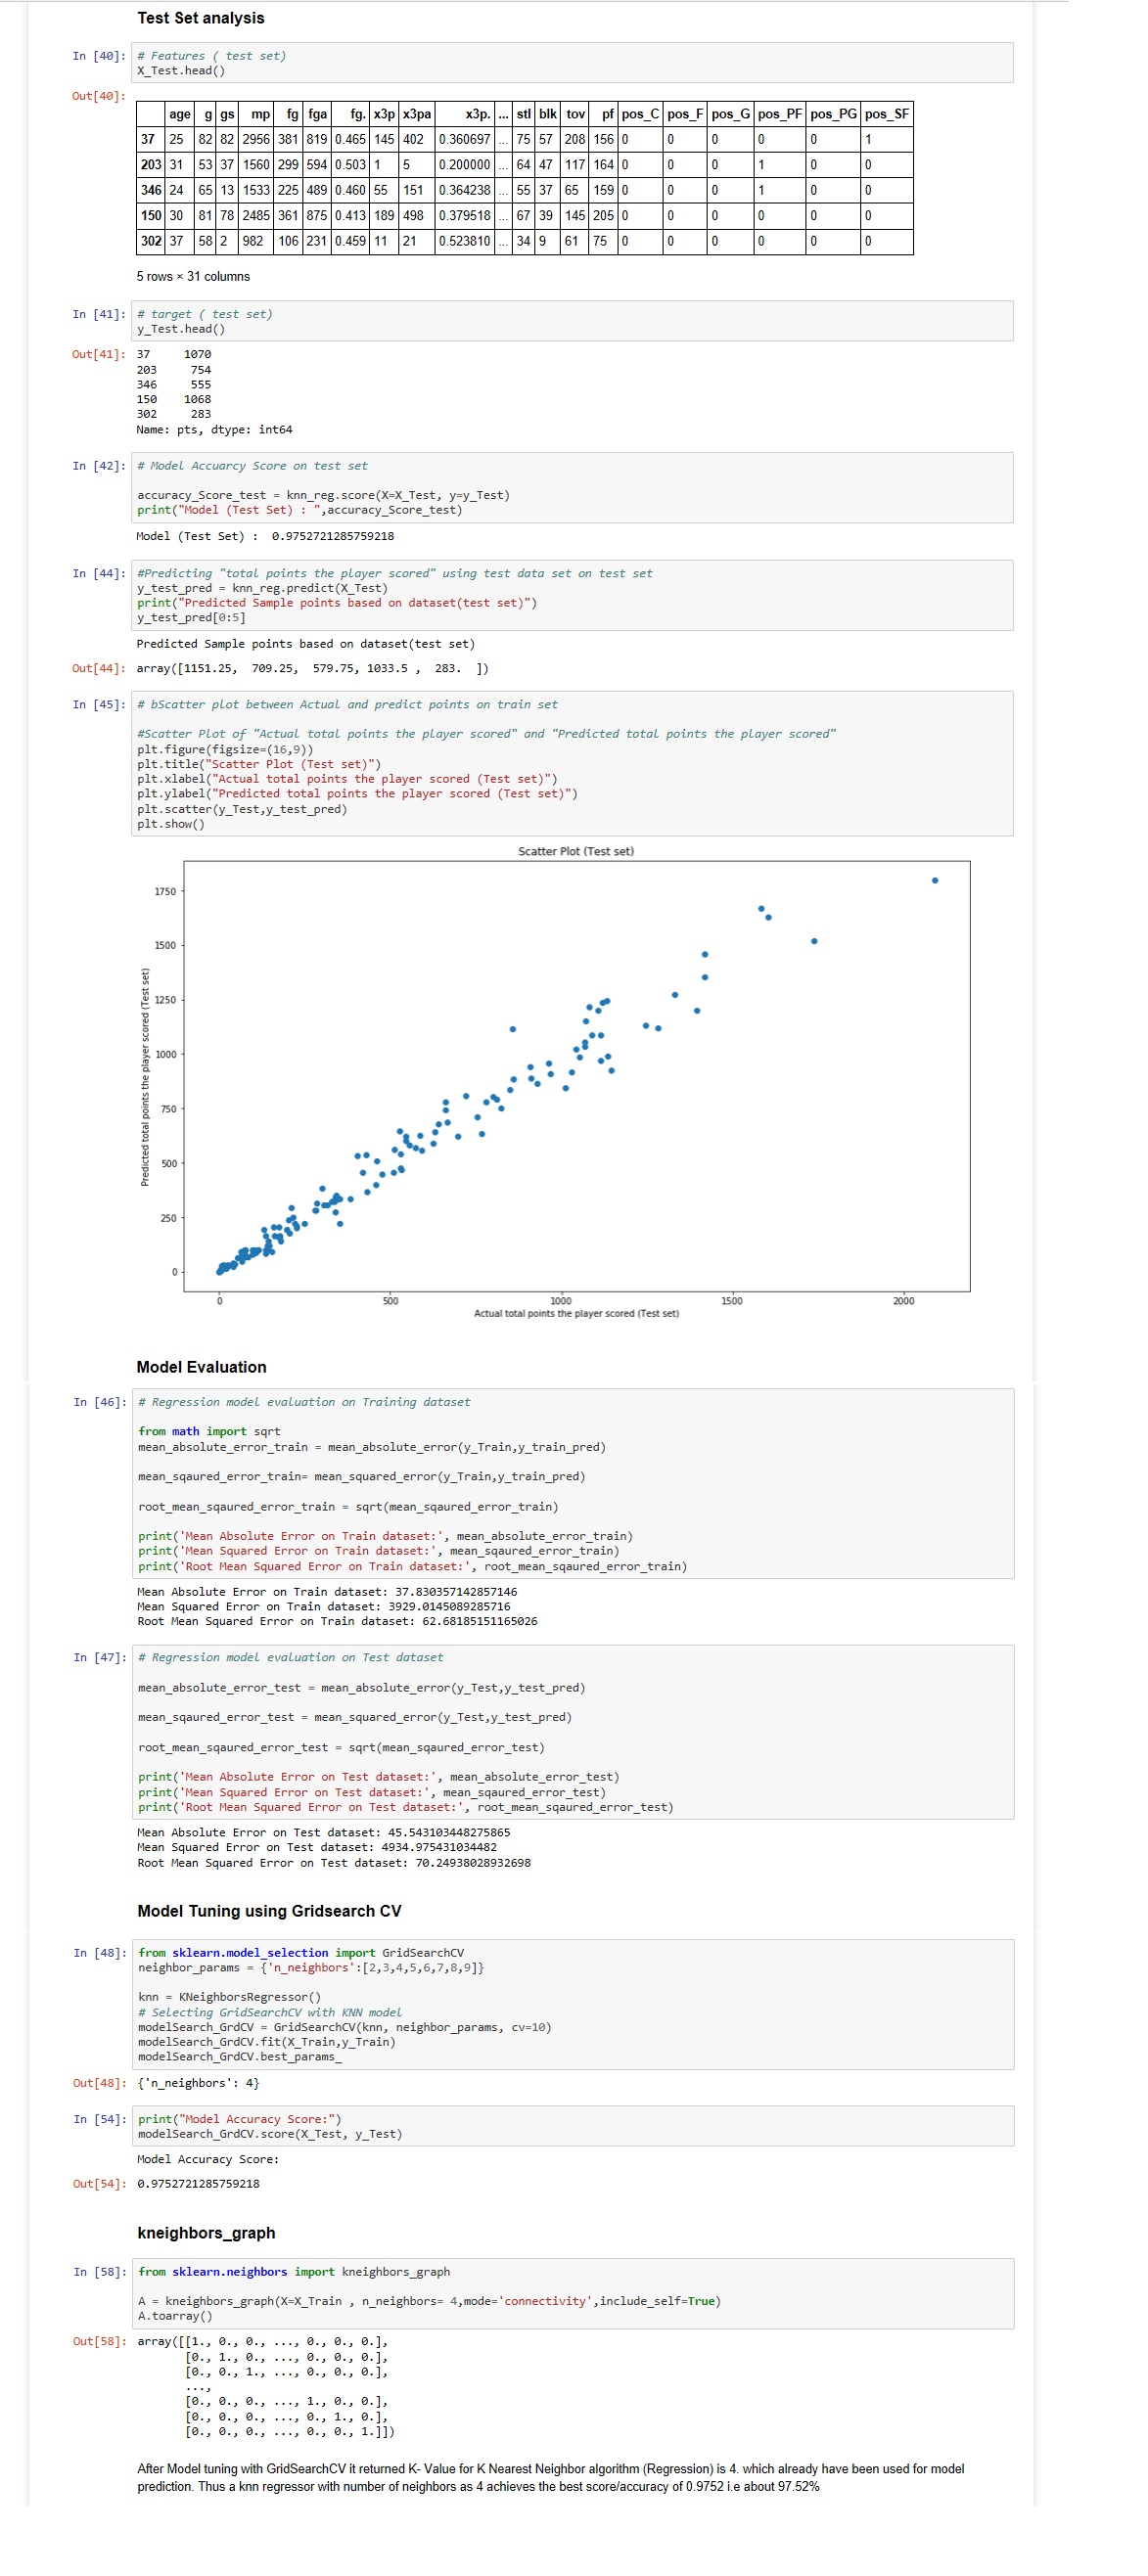 Test Set analysis
In [40]: # Features ( test set)
X_Test.head()
Out[40]:
age g gs mp fg fga fg. x3p x3pa x3p. ... stl blk tov pf pos_C pos_F pos_G pos_PF pos_PG pos_SF
37 25 82 82 2956 381 819 0.465 145 402 0.360697 ... 75 57 208 156 0 0 0 0 0 1
203 31 53 37 1560 299 594 0.503 1 5 0.200000 ... 64 47 117 164 0 0 0 1 0 0
346 24 65 13 1533 225 489 0.460 55 151 0.364238 ... 55 37 65 159 0 0 0 1 0 0
150 30 81 78 2485 361 875 0.413 189 498 0.379518 ... 67 39 145 205 0 0 0 0 0 0
302 37 58 2 982 106 231 0.459 11 21 0.523810 ... 34 9 61 75 0 0 0 0 0 0
5 rows × 31 columns
In [41]: # target ( test set)
y_Test.head()
Out[41]: 37 1070
203 754
346 555
150 1068
302 283
Name: pts, dtype: int64
In [42]: # Model Accuarcy Score on test set
accuracy_Score_test = knn_reg.score(X=X_Test, y=y_Test)
print("Model (Test Set) : ",accuracy_Score_test)
Model (Test Set) : 0.9752721285759218
In [44]: #Predicting "total points the player scored" using test data set on test set
y_test_pred = knn_reg.predict(X_Test)
print("Predicted Sample points based on dataset(test set)")
y_test_pred[0:5]
Predicted Sample points based on dataset(test set)
Out[44]: array([1151.25, 709.25, 579.75, 1033.5 , 283. ])
In [45]: # bScatter plot between Actual and predict points on train set
#Scatter Plot of "Actual total points the player scored" and "Predicted total points the player scored"
plt.figure(figsize=(16,9))
plt.title("Scatter Plot (Test set)")
plt.xlabel("Actual total points the player scored (Test set)")
plt.ylabel("Predicted total points the player scored (Test set)")
plt.scatter(y_Test,y_test_pred)
plt.show()
Scatter Plot (Test set)
Predicted total points the player scored (Test set)
1750
1500
1250
1000
750
500
250
0
0 500 1000 1500 2000
Actual total points the player scored (Test set)
Model Evaluation
In [46]: # Regression model evaluation on Training dataset
from math import sqrt
mean_absolute_error_train = mean_absolute_error(y_Train,y_train_pred)
mean_sqaured_error_train= mean_squared_error(y_Train,y_train_pred)
root_mean_sqaured_error_train = sqrt(mean_sqaured_error_train)
print('Mean Absolute Error on Train dataset:', mean_absolute_error_train)
print('Mean Squared Error on Train dataset:', mean_sqaured_error_train)
print('Root Mean Squared Error on Train dataset:', root_mean_sqaured_error_train)
Mean Absolute Error on Train dataset: 37.830357142857146
Mean Squared Error on Train dataset: 3929.0145089285716
Root Mean Squared Error on Train dataset: 62.68185151165026
In [47]: # Regression model evaluation on Test dataset
mean_absolute_error_test = mean_absolute_error(y_Test,y_test_pred)
mean_sqaured_error_test = mean_squared_error(y_Test,y_test_pred)
root_mean_sqaured_error_test = sqrt(mean_sqaured_error_test)
print('Mean Absolute Error on Test dataset:', mean_absolute_error_test)
print('Mean Squared Error on Test dataset:', mean_sqaured_error_test)
print('Root Mean Squared Error on Test dataset:', root_mean_sqaured_error_test)
Mean Absolute Error on Test dataset: 45.543103448275865
Mean Squared Error on Test dataset: 4934.975431034482
Root Mean Squared Error on Test dataset: 70.24938028932698
Model Tuning using Gridsearch CV
In [48]: from sklearn.model_selection import GridSearchCV
neighbor_params = {'n_neighbors':[2,3,4,5,6,7,8,9]}
knn = KNeighborsRegressor()
# Selecting GridSearchCV with KNN model
modelSearch_GrdCV = GridSearchCV(knn, neighbor_params, cv=10)
modelSearch_GrdCV.fit(X_Train,y_Train)
modelSearch_GrdCV.best_params_
Out[48]: {'n_neighbors': 4}
In [54]: print("Model Accuracy Score:")
modelSearch_GrdCV.score(X_Test, y_Test)
Model Accuracy Score:
Out[54]: 0.9752721285759218
kneighbors_graph
In [58]: from sklearn.neighbors import kneighbors_graph
A = kneighbors_graph(X=X_Train , n_neighbors= 4,mode='connectivity',include_self=True)
A.toarray()
Out[58]: array([[1., 0., 0., ..., 0., 0., 0.],
[0., 1., 0., ..., 0., 0., 0.],
[0., 0., 1., ..., 0., 0., 0.],
...,
[0., 0., 0., ..., 1., 0., 0.],
[0., 0., 0., ..., 0., 1., 0.],
[0., 0., 0., ..., 0., 0., 1.]])
After Model tuning with GridSearchCV it returned K- Value for K Nearest Neighbor algorithm (Regression) is 4. which already have been used for model
prediction. Thus a knn regressor with number of neighbors as 4 achieves the best score/accuracy of 0.9752 i.e about 97.52%